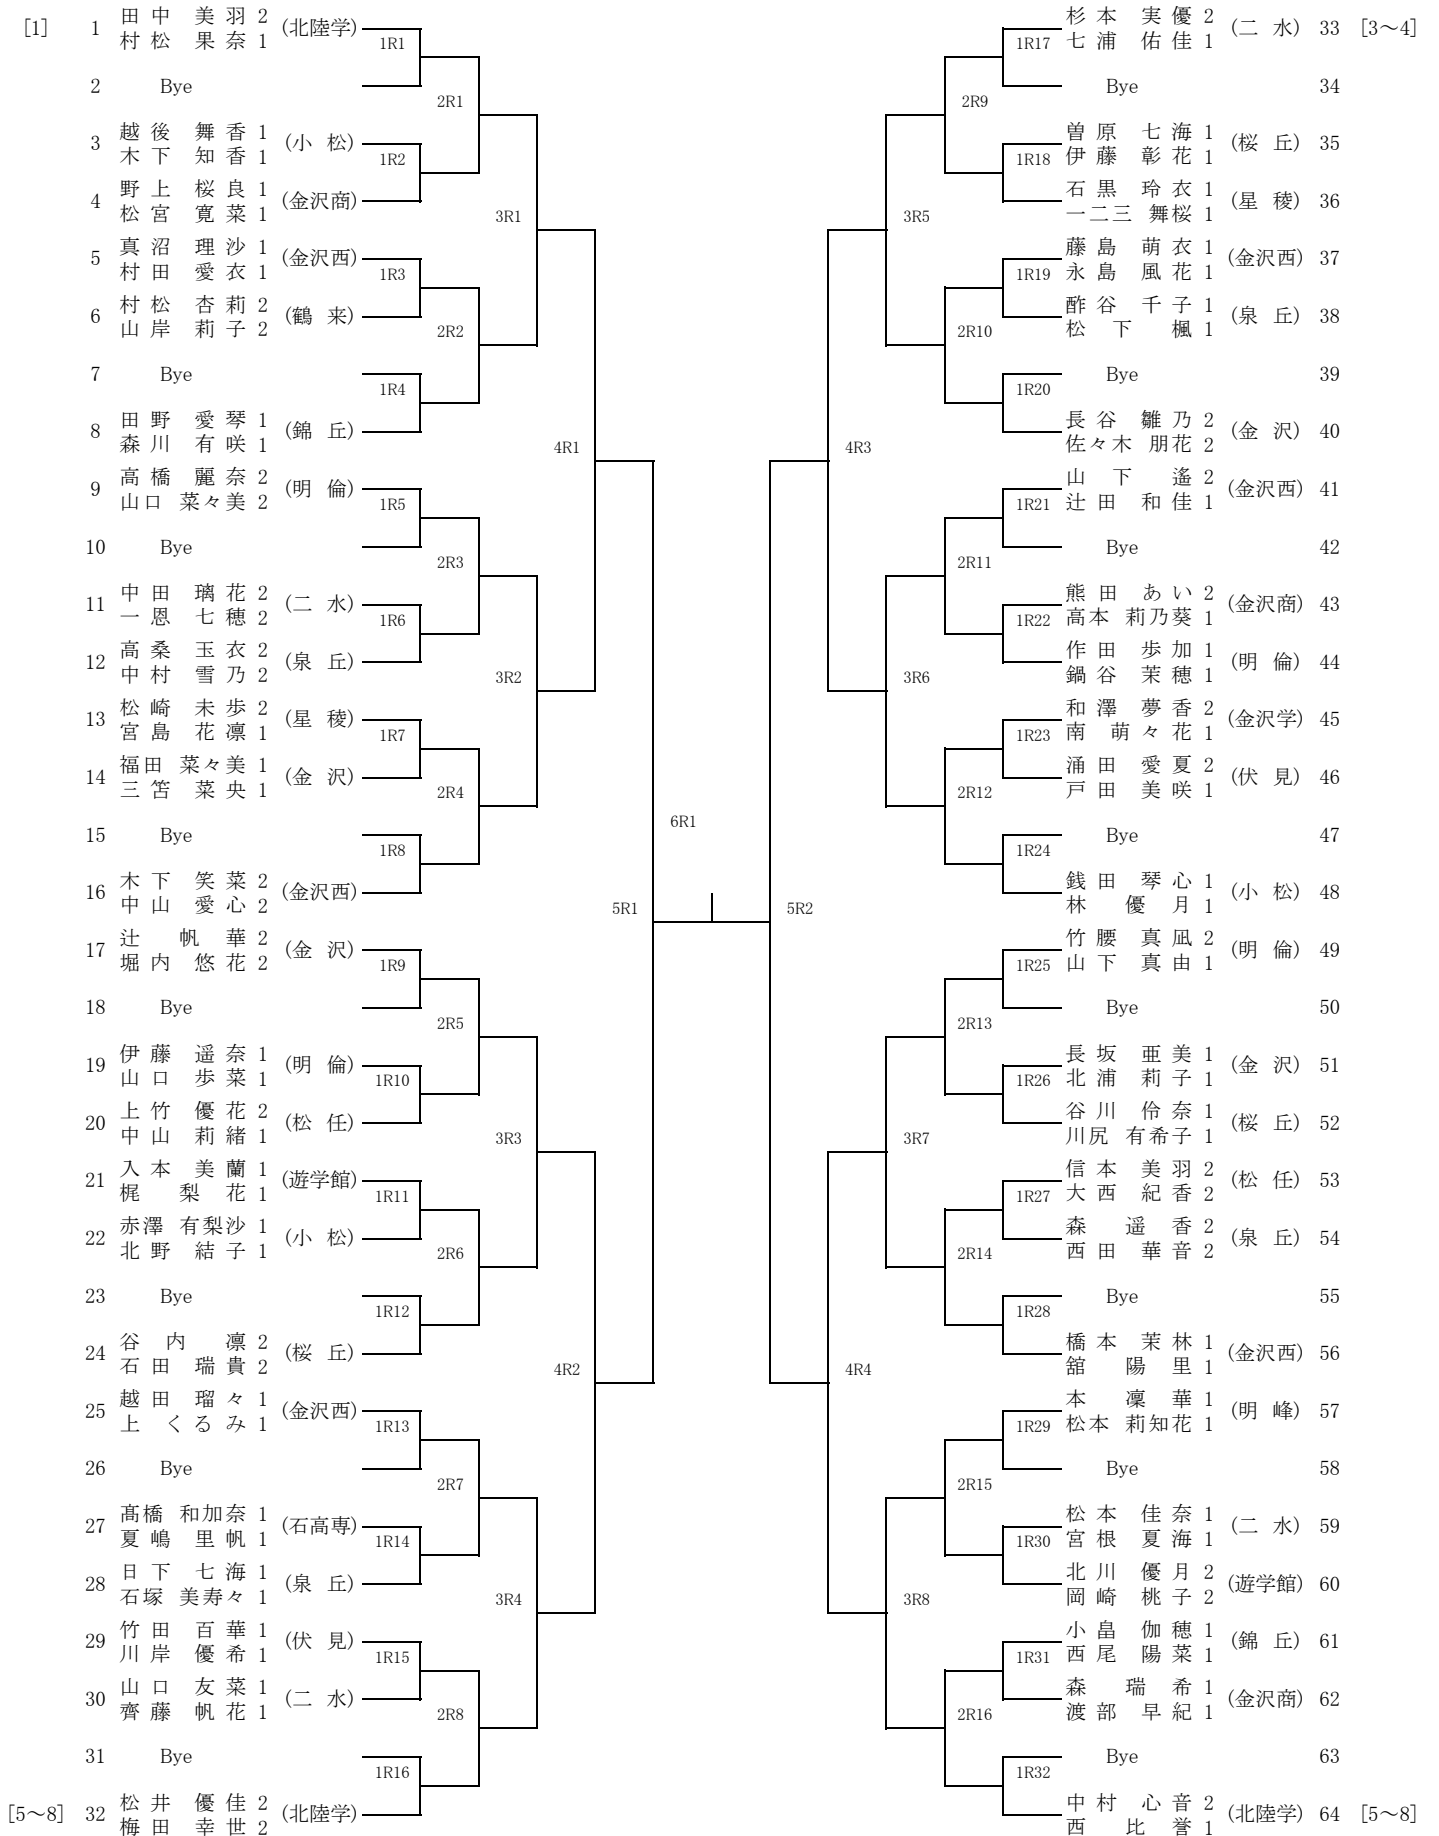 [1] 1 田中 美羽 2 (北陸学)
村松 果奈 1
1R1
2 Bye
2R1
3 越後 舞香 1 (小 松)
木下 知香 1
1R2
4 野上 桜良 1 (金沢商)
松宮 寛菜 1
3R1
5 真沼 理沙 1 (金沢西)
村田 愛衣 1
1R3
6 村松 杏莉 2 (鶴 来)
山岸 莉子 2
2R2
7 Bye
1R4
8 田野 愛琴 1 (錦 丘)
森川 有咲 1
4R1
9 高橋 麗奈 2 (明 倫)
山口 菜々美 2
1R5
10 Bye
2R3
11 中田 璃花 2 (二 水)
一恩 七穂 2
1R6
12 高桑 玉衣 2 (泉 丘)
中村 雪乃 2
3R2
13 松崎 未歩 2 (星 稜)
宮島 花凛 1
1R7
14 福田 菜々美 1 (金 沢)
三笘 菜央 1
2R4
15 Bye
1R8
16 木下 笑菜 2 (金沢西)
中山 愛心 2
5R1
17 辻 帆華 2 (金 沢)
堀内 悠花 2
1R9
18 Bye
2R5
19 伊藤 遥奈 1 (明 倫)
山口 歩菜 1
1R10
20 上竹 優花 2 (松 任)
中山 莉緒 1
3R3
21 入本 美蘭 1 (遊学館)
梶 梨花 1
1R11
22 赤澤 有梨沙 1 (小 松)
北野 結子 1
2R6
23 Bye
1R12
24 谷内 凛 2 (桜 丘)
石田 瑞貴 2
4R2
25 越田 瑠々 1 (金沢西)
上 くるみ 1
1R13
26 Bye
2R7
27 髙橋 和加奈 1 (石高専)
夏嶋 里帆 1
1R14
28 日下 七海 1 (泉 丘)
石塚 美寿々 1
3R4
29 竹田 百華 1 (伏 見)
川岸 優希 1
1R15
30 山口 友菜 1 (二 水)
齊藤 帆花 1
2R8
31 Bye
1R16
[5～8] 32 松井 優佳 2 (北陸学)
梅田 幸世 2
6R1
杉本 実優 2 (二 水) 33 [3～4]
七浦 佑佳 1
1R17
Bye 34
2R9
曽原 七海 1 (桜 丘) 35
伊藤 彰花 1
1R18
石黒 玲衣 1 (星 稜) 36
一二三 舞桜 1
3R5
藤島 萌衣 1 (金沢西) 37
永島 風花 1
1R19
酢谷 千子 1 (泉 丘) 38
松下 楓 1
2R10
Bye 39
1R20
長谷 雛乃 2 (金 沢) 40
佐々木 朋花 2
4R3
山下 遙 2 (金沢西) 41
辻田 和佳 1
1R21
Bye 42
2R11
熊田 あい 2 (金沢商) 43
高本 莉乃葵 1
1R22
作田 歩加 1 (明 倫) 44
鍋谷 茉穂 1
3R6
和澤 夢香 2 (金沢学) 45
南 萌々花 1
1R23
涌田 愛夏 2 (伏 見) 46
戸田 美咲 1
2R12
Bye 47
1R24
銭田 琴心 1 (小 松) 48
林 優月 1
5R2
竹腰 真凪 2 (明 倫) 49
山下 真由 1
1R25
Bye 50
2R13
長坂 亜美 1 (金 沢) 51
北浦 莉子 1
1R26
谷川 伶奈 1 (桜 丘) 52
川尻 有希子 1
3R7
信本 美羽 2 (松 任) 53
大西 紀香 2
1R27
森 遥香 2 (泉 丘) 54
西田 華音 2
2R14
Bye 55
1R28
橋本 茉林 1 (金沢西) 56
舘 陽里 1
4R4
本 凜華 1 (明 峰) 57
松本 莉知花 1
1R29
Bye 58
2R15
松本 佳奈 1 (二 水) 59
宮根 夏海 1
1R30
北川 優月 2 (遊学館) 60
岡崎 桃子 2
3R8
小畠 伽穂 1 (錦 丘) 61
西尾 陽菜 1
1R31
森 瑞希 1 (金沢商) 62
渡部 早紀 1
2R16
Bye 63
1R32
中村 心音 2 (北陸学) 64 [5～8]
西 比誉 1